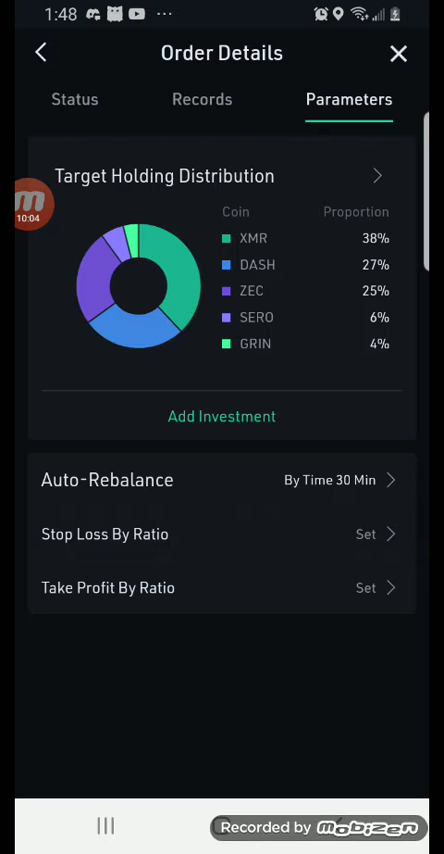 1:48
Order Details
Status Records Parameters
Target Holding Distribution
10:04
Coin Proportion
XMR 38%
DASH 27%
ZEC 25%
SERO 6%
GRIN 4%
Add Investment
Auto-Rebalance By Time 30 Min
Stop Loss By Ratio Set
Take Profit By Ratio Set
Recorded by mobizen